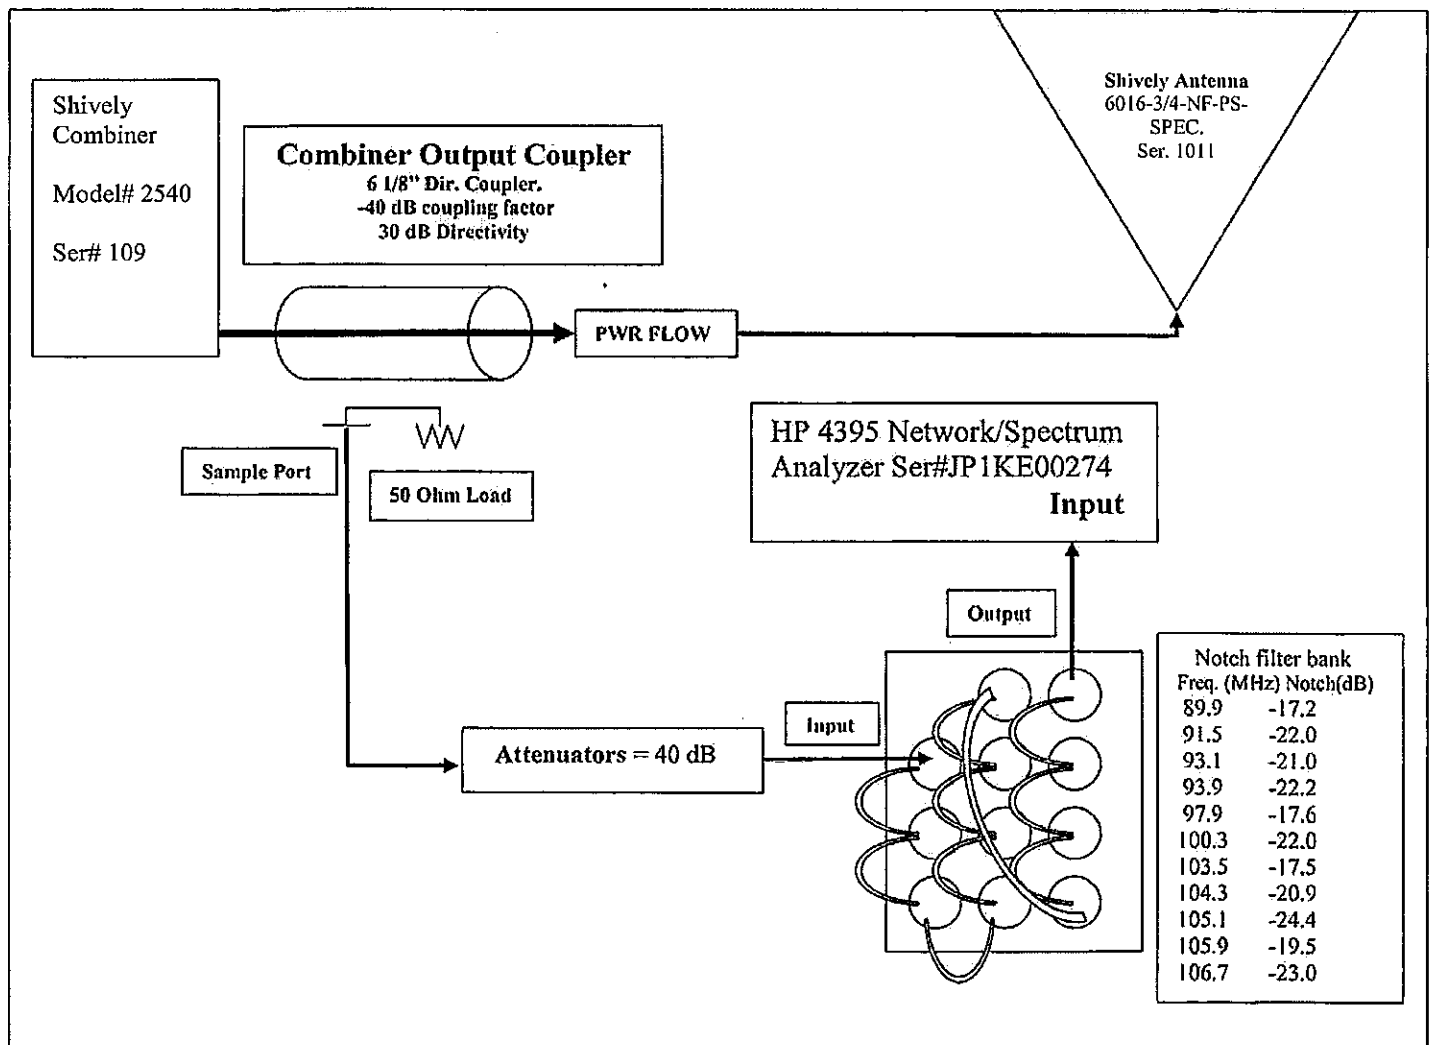 Shively
Combiner
Model# 2540
Ser# 109
Combiner Output Coupler
6 1/8" Dir. Coupler.
-40 dB coupling factor
30 dB Directivity
Shively Antenna
6016-3/4-NF-PS-
SPEC.
Ser. 1011
PWR FLOW
Sample Port
50 Ohm Load
HP 4395 Network/Spectrum
Analyzer Ser#JP1KE00274
Input
Output
Input
Attenuators = 40 dB
Notch filter bank
Freq. (MHz) Notch(dB)
89.9 -17.2
91.5 -22.0
93.1 -21.0
93.9 -22.2
97.9 -17.6
100.3 -22.0
103.5 -17.5
104.3 -20.9
105.1 -24.4
105.9 -19.5
106.7 -23.0